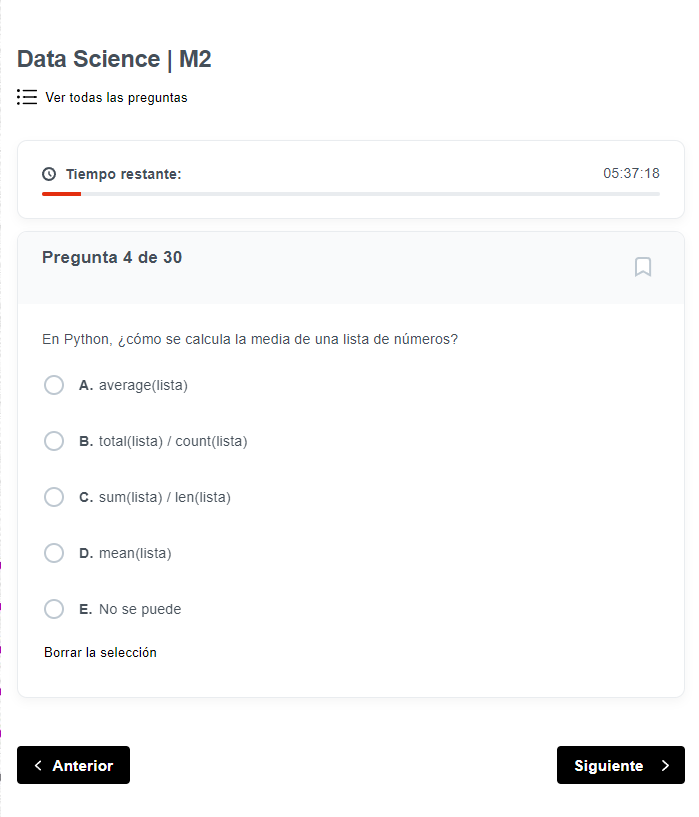 Data Science | M2
Ver todas las preguntas
Tiempo restante: 05:37:18
Pregunta 4 de 30
En Python, ¿cómo se calcula la media de una lista de números?
A. average(lista)
B. total(lista) / count(lista)
C. sum(lista) / len(lista)
D. mean(lista)
E. No se puede
Borrar la selección
Anterior Siguiente